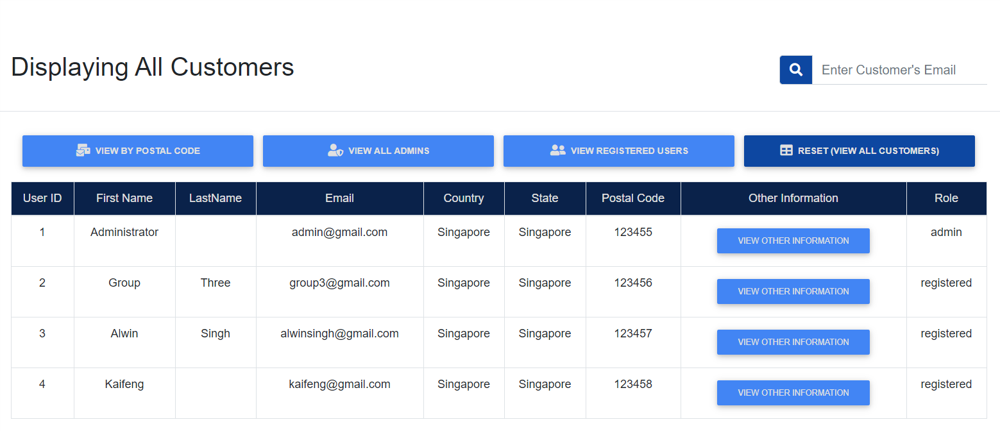 Displaying All Customers
Enter Customer's Email
VIEW BY POSTAL CODE VIEW ALL ADMINS VIEW REGISTERED USERS RESET (VIEW ALL CUSTOMERS)
User ID First Name LastName Email Country State Postal Code Other Information Role
1 Administrator admin@gmail.com Singapore Singapore 123455 VIEW OTHER INFORMATION admin
2 Group Three group3@gmail.com Singapore Singapore 123456 VIEW OTHER INFORMATION registered
3 Alwin Singh alwinsingh@gmail.com Singapore Singapore 123457 VIEW OTHER INFORMATION registered
4 Kaifeng kaifeng@gmail.com Singapore Singapore 123458 VIEW OTHER INFORMATION registered